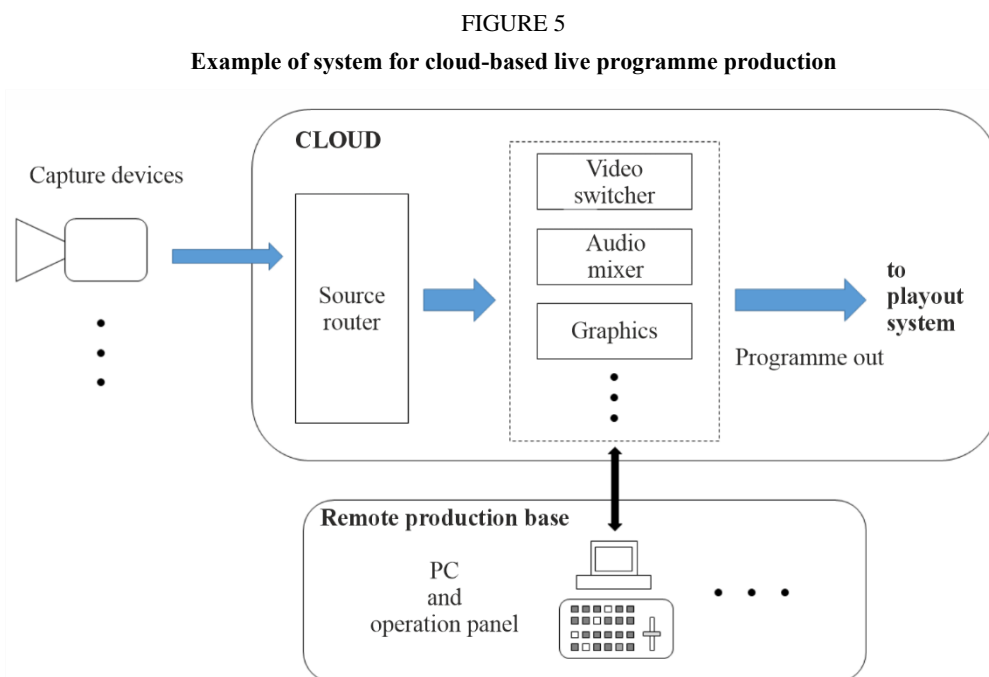 FIGURE 5
Example of system for cloud-based live programme production
CLOUD
Capture devices
Source
router
Video
switcher
Audio
mixer
Graphics
Programme out
to
playout
system
Remote production base
PC
and
operation panel